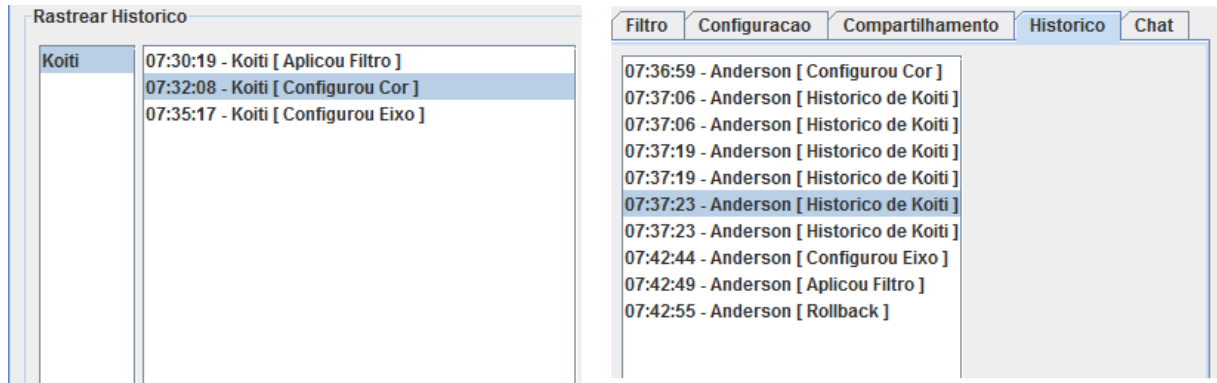 Rastrear Historico
Koiti
07:30:19 - Koiti [ Aplicou Filtro ]
07:32:08 - Koiti [ Configurou Cor ]
07:35:17 - Koiti [ Configurou Eixo ]
Filtro Configuracao Compartilhamento Historico Chat
07:36:59 - Anderson [ Configurou Cor ]
07:37:06 - Anderson [ Historico de Koiti ]
07:37:06 - Anderson [ Historico de Koiti ]
07:37:19 - Anderson [ Historico de Koiti ]
07:37:19 - Anderson [ Historico de Koiti ]
07:37:23 - Anderson [ Historico de Koiti ]
07:37:23 - Anderson [ Historico de Koiti ]
07:42:44 - Anderson [ Configurou Eixo ]
07:42:49 - Anderson [ Aplicou Filtro ]
07:42:55 - Anderson [ Rollback ]